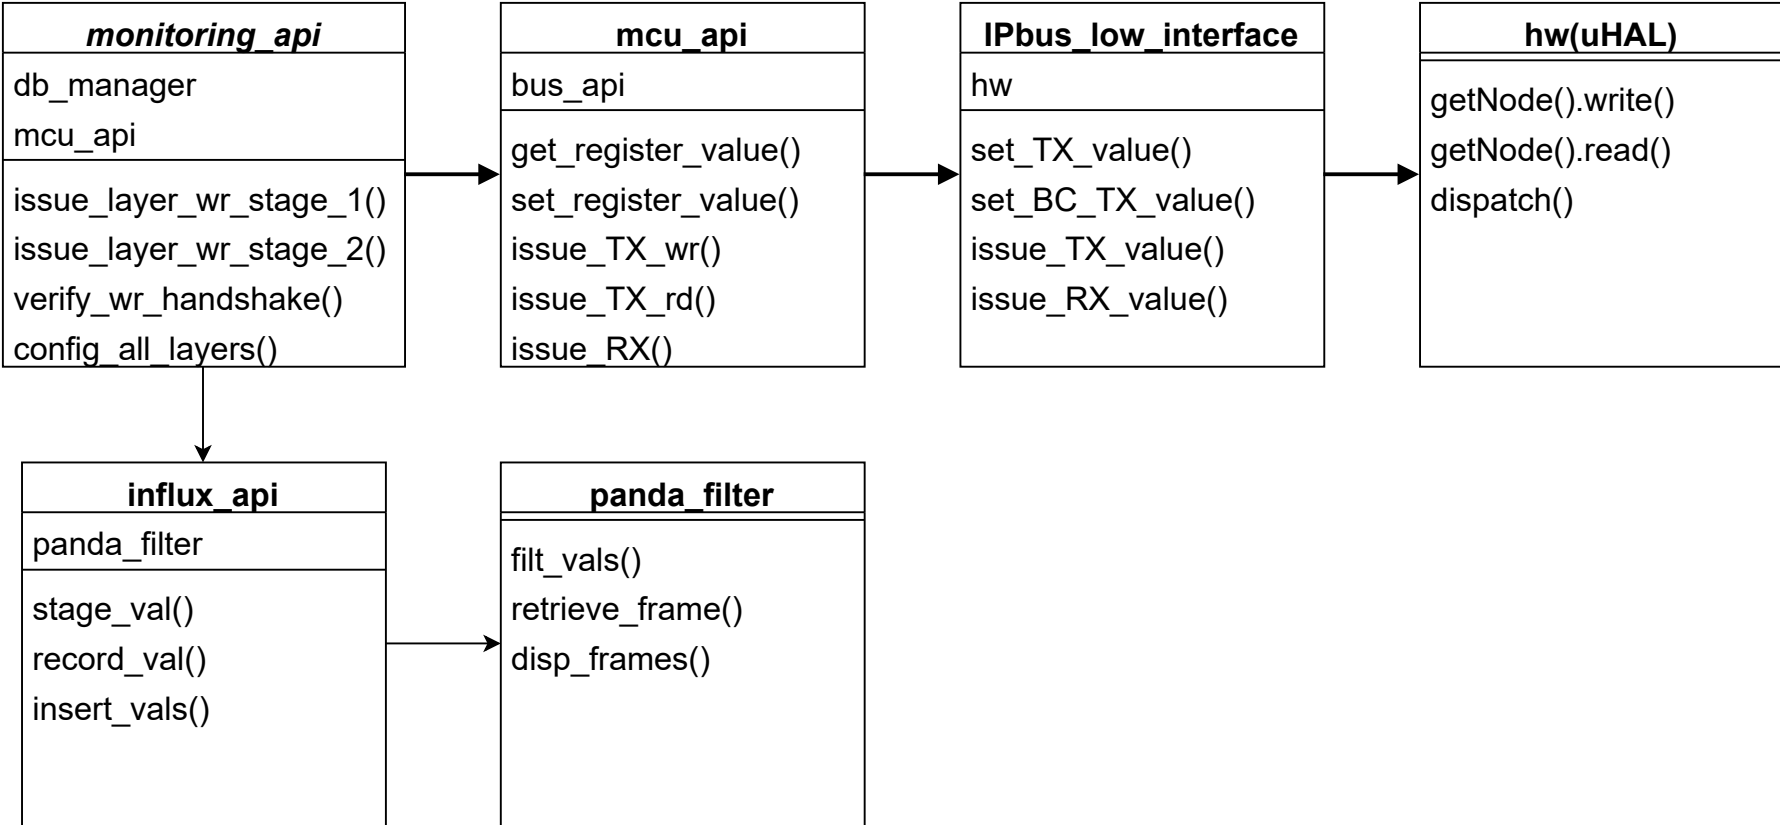 monitoring_api
db_manager
mcu_api
issue_layer_wr_stage_1()
issue_layer_wr_stage_2()
verify_wr_handshake()
config_all_layers()
mcu_api
bus_api
get_register_value()
set_register_value()
issue_TX_wr()
issue_TX_rd()
issue_RX()
IPbus_low_interface
hw
set_TX_value()
set_BC_TX_value()
issue_TX_value()
issue_RX_value()
hw(uHAL)
getNode().write()
getNode().read()
dispatch()
influx_api
panda_filter
stage_val()
record_val()
insert_vals()
panda_filter
filt_vals()
retrieve_frame()
disp_frames()